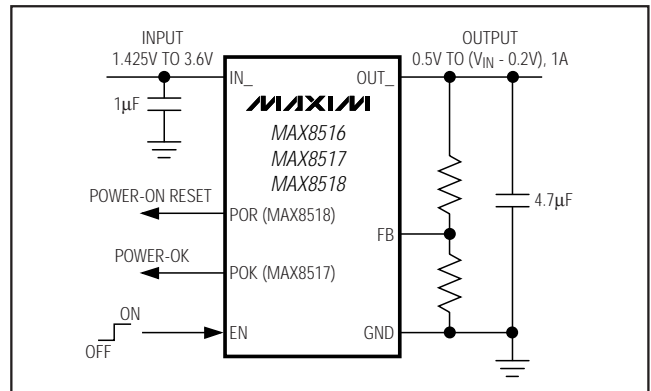 INPUT
1.425V TO 3.6V
OUTPUT
0.5V TO (VIN - 0.2V), 1A
IN_
OUT_
1µF
MAXIM
MAX8516
MAX8517
MAX8518
POWER-ON RESET
POR (MAX8518)
4.7µF
FB
POWER-OK
POK (MAX8517)
ON
OFF
EN
GND